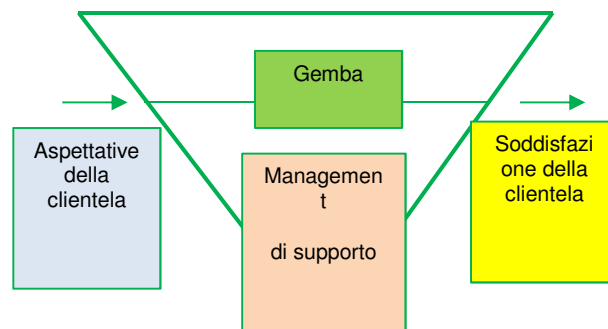 Gemba
Aspettative
della
clientela
Managemen
t
di supporto
Soddisfazi
one della
clientela